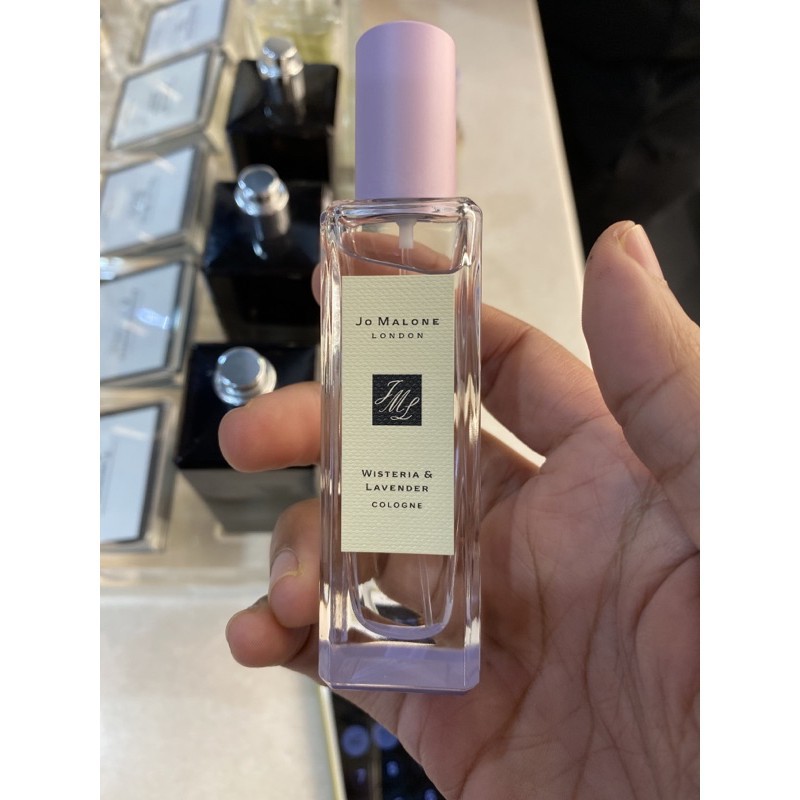 JO MALONE
LONDON
JML
WISTERIA &
LAVENDER
COLOGNE